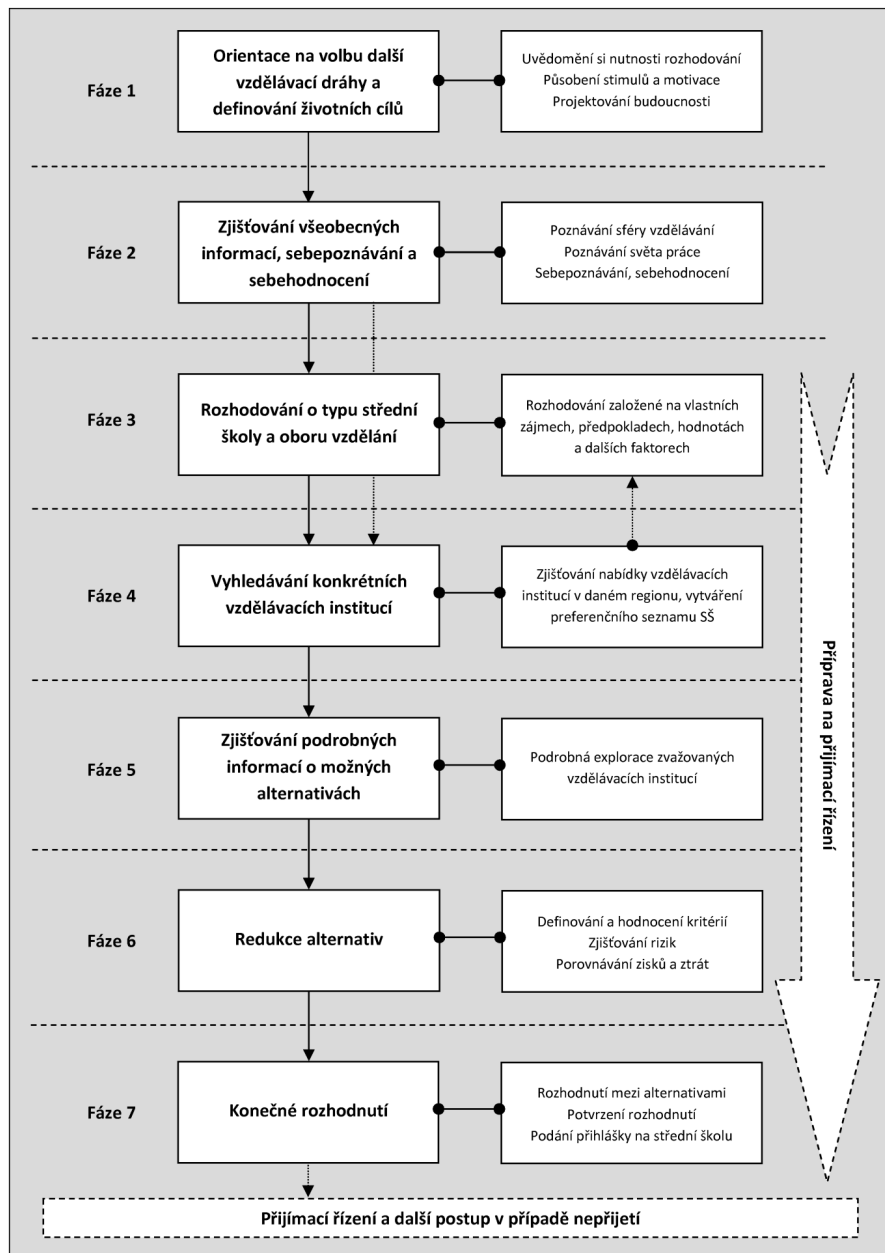 Fáze 1
Orientace na volbu další
vzdělávací dráhy a
definování životních cílů
Uvědomění si nutnosti rozhodování
Působení stimulů a motivace
Projektování budoucnosti
Fáze 2
Zjišťování všeobecných
informací, sebepoznávání a
sebehodnocení
Poznávání sféry vzdělávání
Poznávání světa práce
Sebepoznávání, sebehodnocení
Fáze 3
Rozhodování o typu střední
školy a oboru vzdělání
Rozhodování založené na vlastních
zájmech, předpokladech, hodnotách
a dalších faktorech
Fáze 4
Vyhledávání konkrétních
vzdělávacích institucí
Zjišťování nabídky vzdělávacích
institucí v daném regionu, vytváření
preferenčního seznamu SŠ
Fáze 5
Zjišťování podrobných
informací o možných
alternativách
Podrobná explorace zvažovaných
vzdělávacích institucí
Fáze 6
Redukce alternativ
Definování a hodnocení kritérií
Zjišťování rizik
Porovnávání zisků a ztrát
Fáze 7
Konečné rozhodnutí
Rozhodnutí mezi alternativami
Potvrzení rozhodnutí
Podání přihlášky na střední školu
Příprava na přijímací řízení
Přijímací řízení a další postup v případě nepřijetí